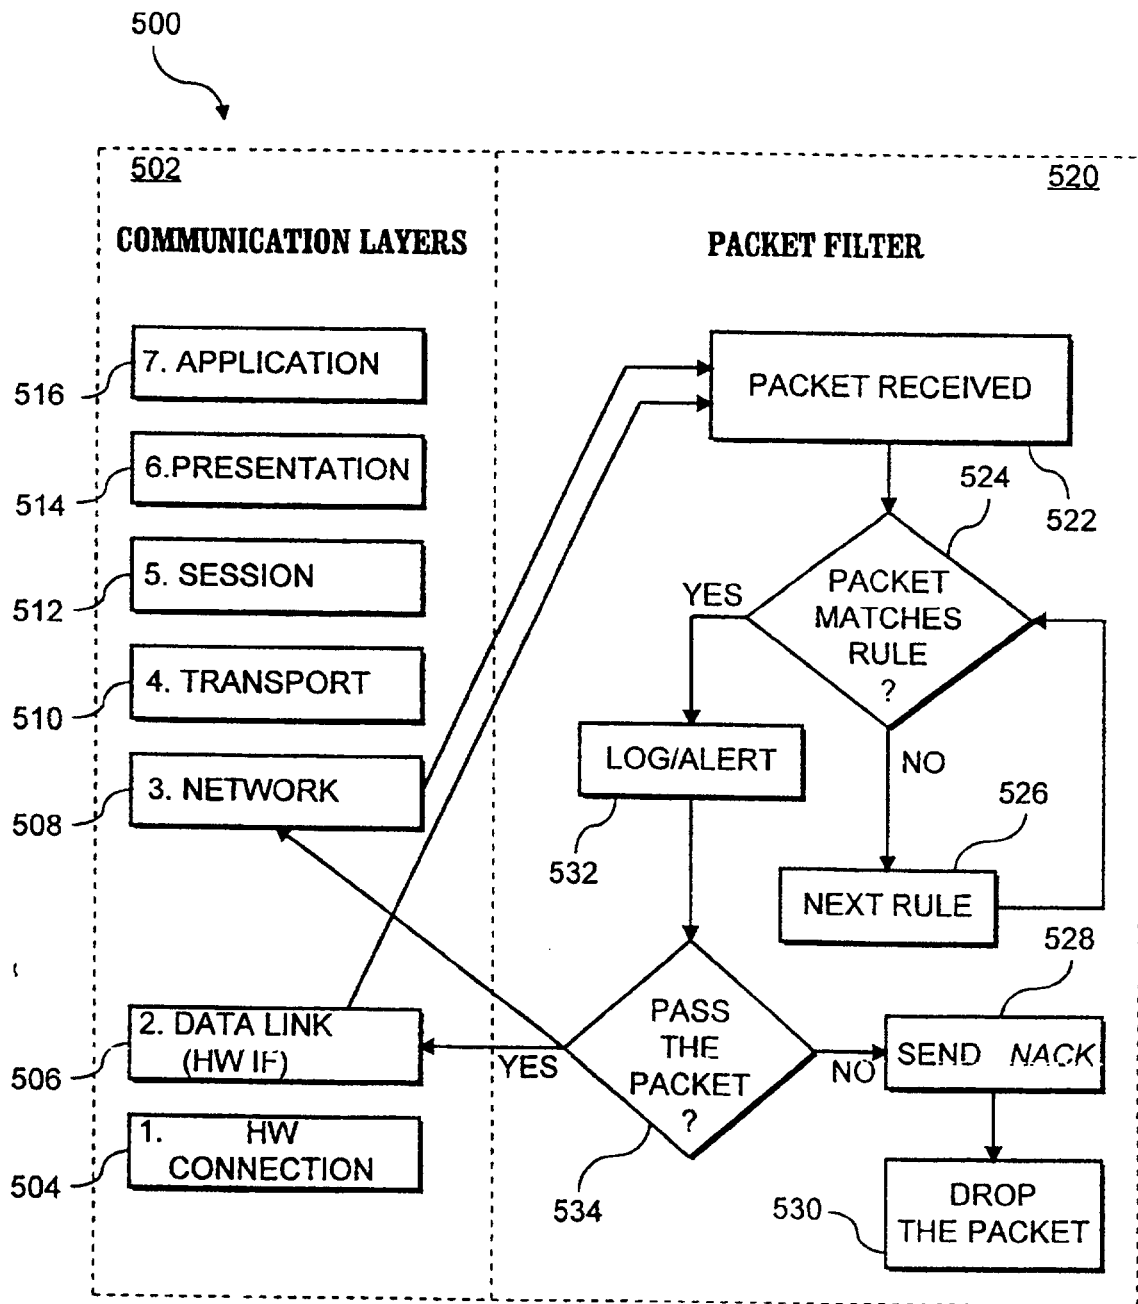 500
502
520
COMMUNICATION LAYERS
PACKET FILTER
7. APPLICATION
516
6.PRESENTATION
514
5. SESSION
512
4. TRANSPORT
510
3. NETWORK
508
2. DATA LINK
(HW IF)
506
1. HW
CONNECTION
504
PACKET RECEIVED
522
524
PACKET
MATCHES
RULE
?
YES
NO
LOG/ALERT
532
526
NEXT RULE
528
PASS
THE
PACKET
?
YES
NO
534
SEND NACK
530
DROP
THE PACKET